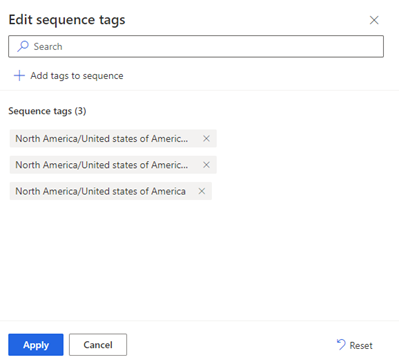 Edit sequence tags
Search
Add tags to sequence
Sequence tags (3)
North America/United states of Americ...
North America/United states of Americ...
North America/United states of America
Apply Cancel Reset